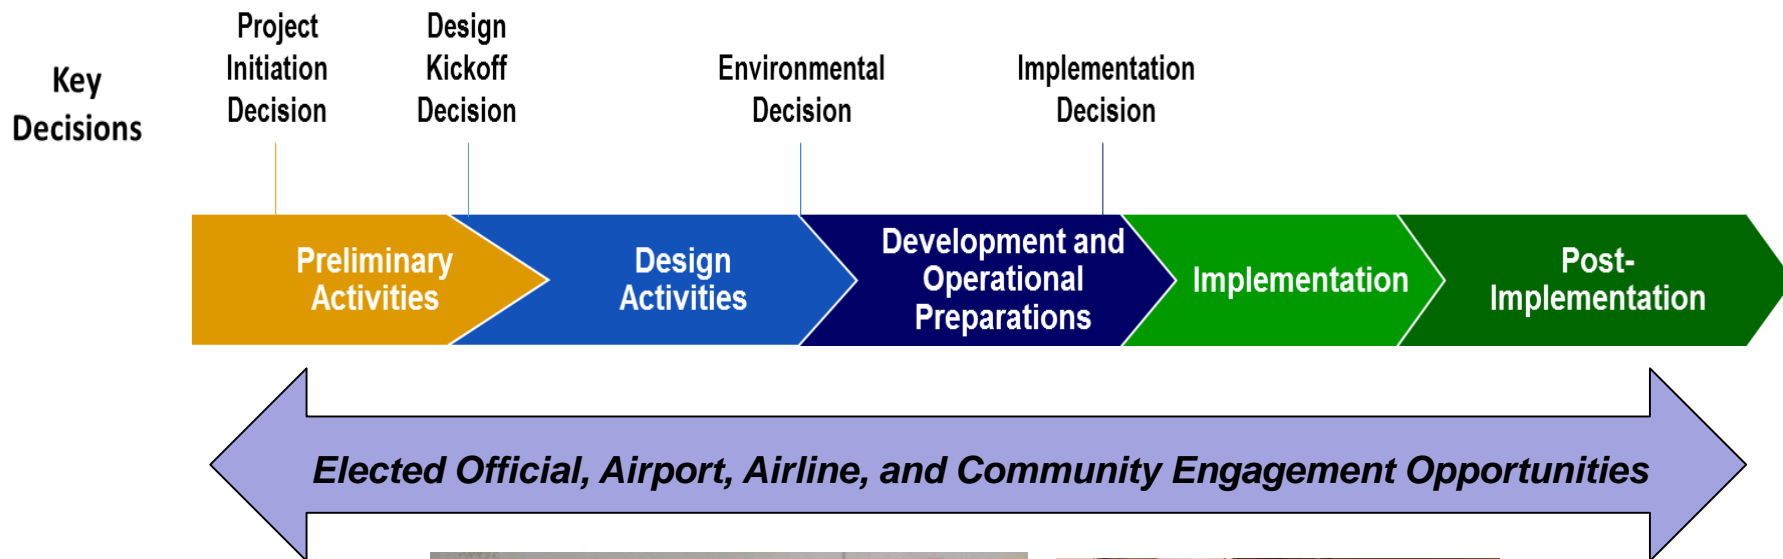 Key
Decisions
Project
Initiation
Decision
Design
Kickoff
Decision
Environmental
Decision
Implementation
Decision
Preliminary
Activities
Design
Activities
Development and
Operational
Preparations
Implementation
Post-
Implementation
Elected Official, Airport, Airline, and Community Engagement Opportunities